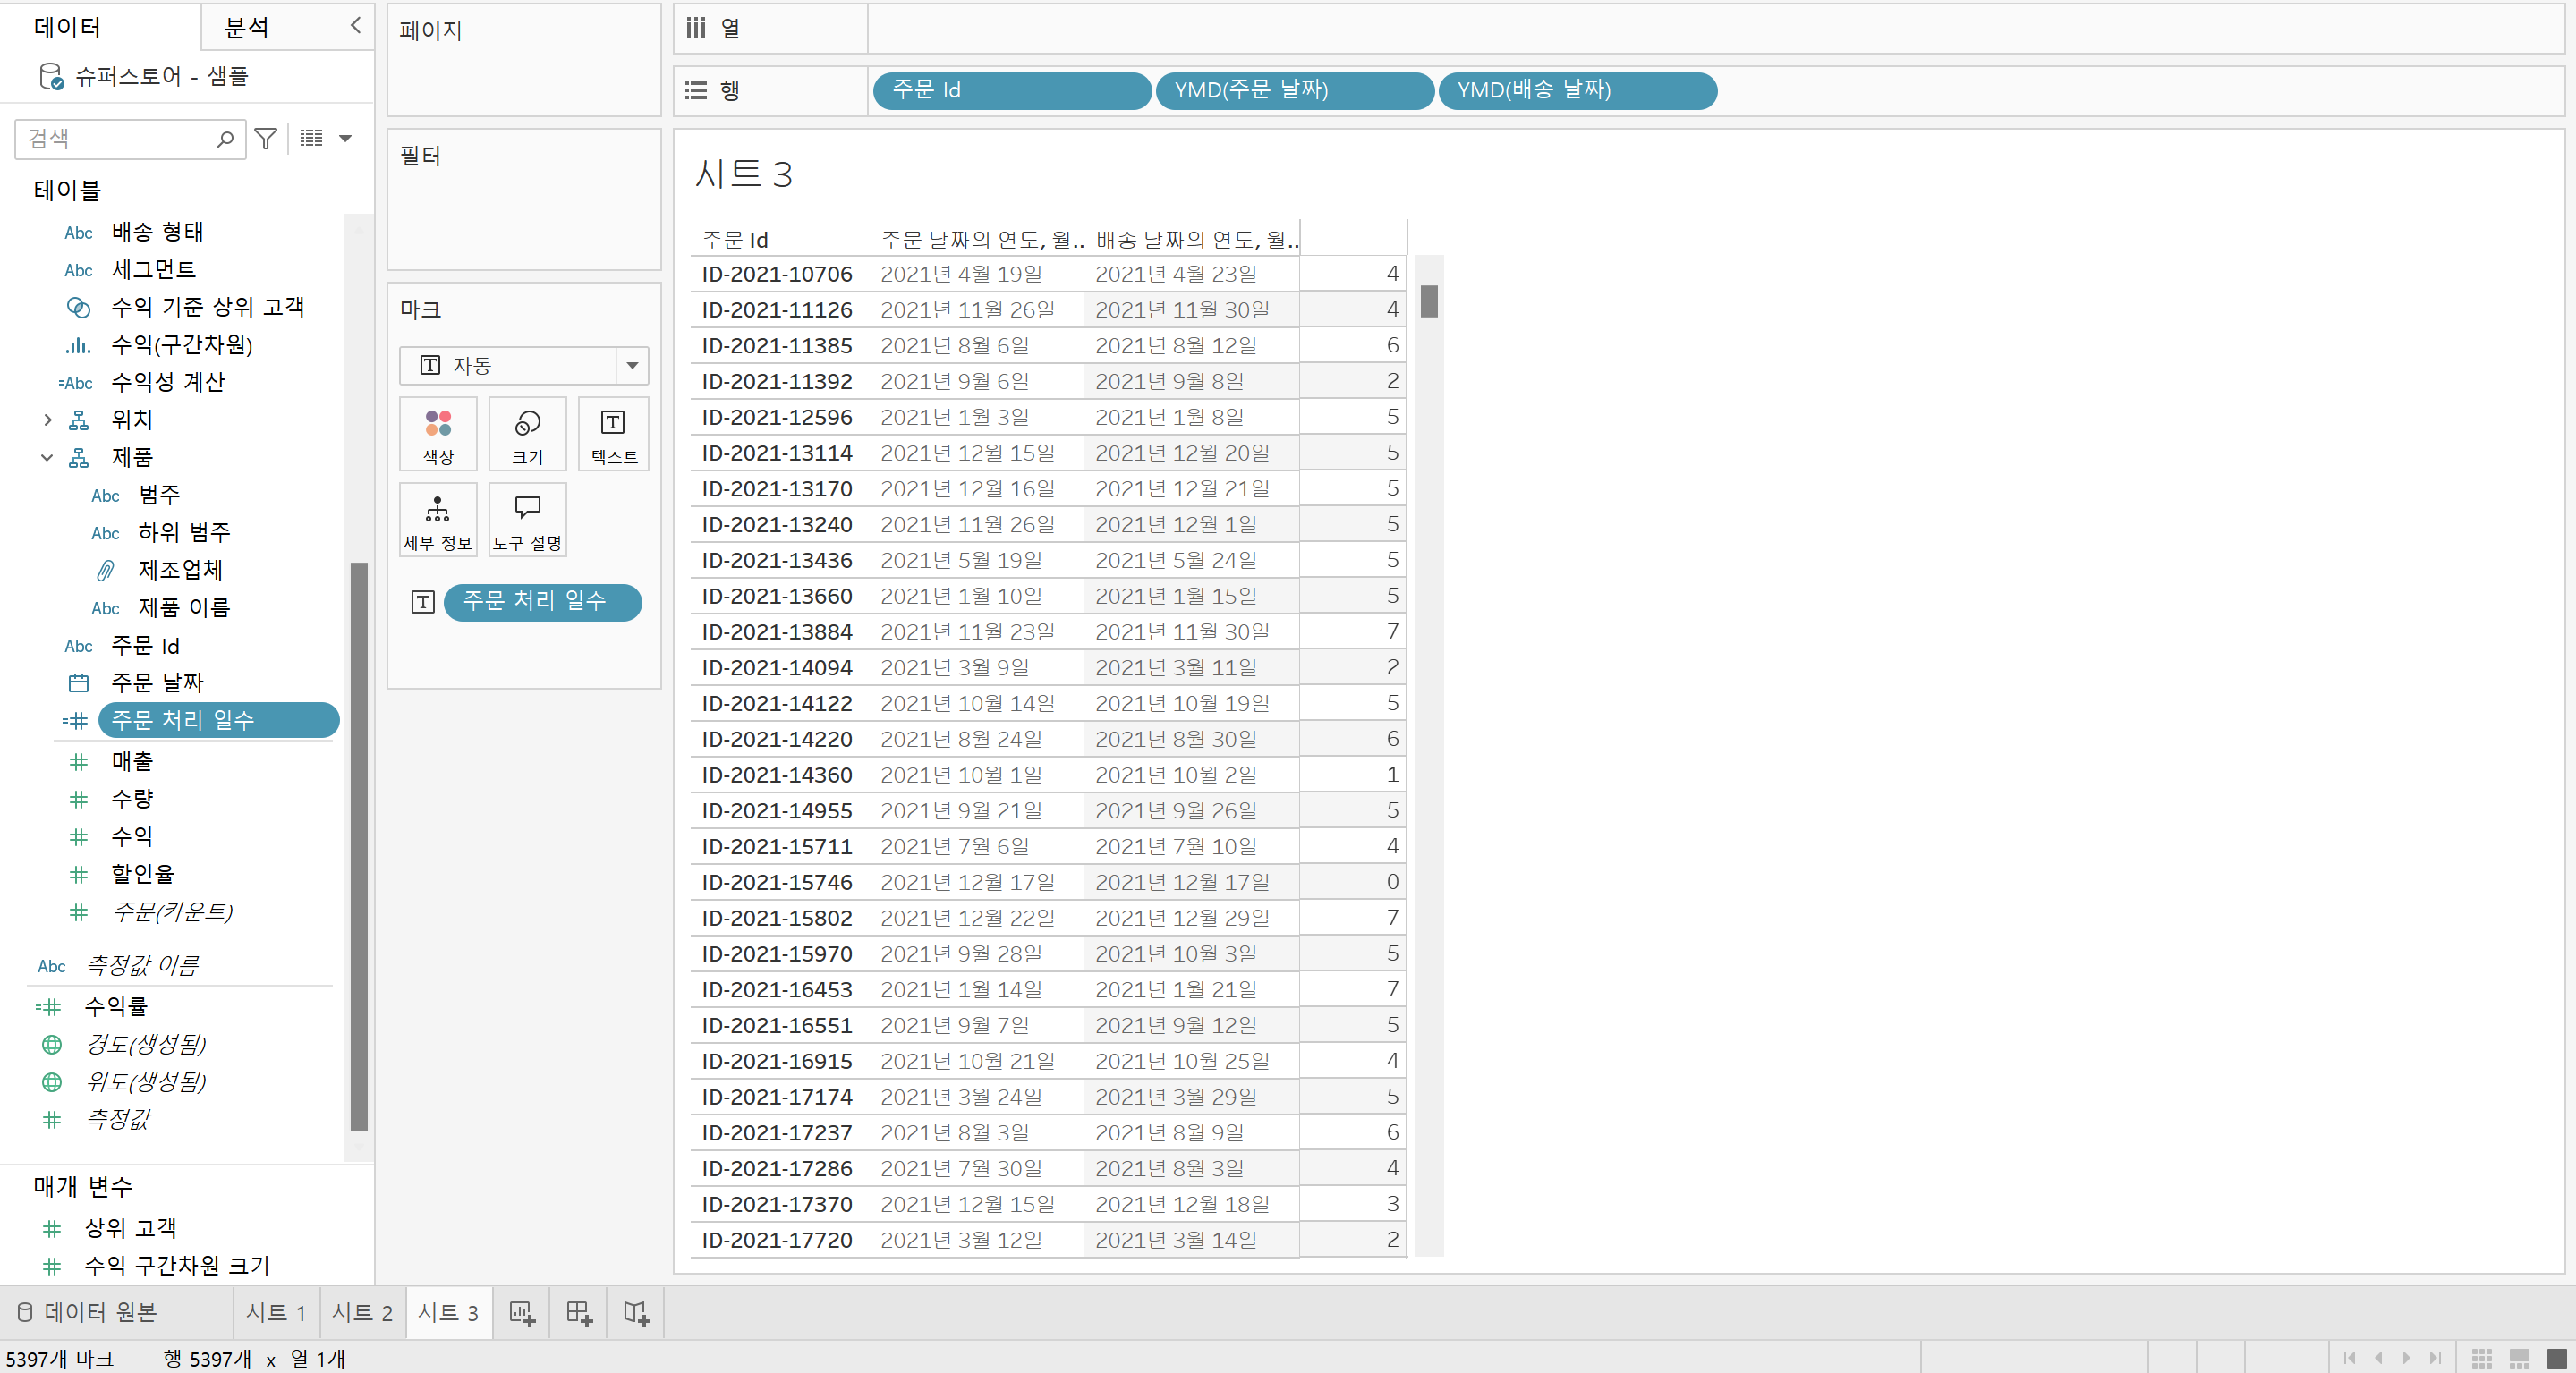 데이터
분석
슈퍼스토어 - 샘플
검색
테이블
Abc 배송 형태
Abc 세그먼트
수익 기준 상위 고객
수익(구간차원)
=Abc 수익성 계산
위치
제품
Abc 범주
Abc 하위 범주
제조업체
Abc 제품 이름
Abc 주문 Id
주문 날짜
주문 처리 일수
매출
수량
수익
할인율
주문(카운트)
Abc 측정값 이름
수익률
경도(생성됨)
위도(생성됨)
측정값
매개 변수
상위 고객
수익 구간차원 크기
페이지
필터
마크
자동
색상 크기 텍스트
세부 정보 도구 설명
주문 처리 일수
열
행 주문 Id YMD(주문 날짜) YMD(배송 날짜)
시트 3
주문 Id 주문 날짜의 연도, 월.. 배송 날짜의 연도, 월..
ID-2021-10706 2021년 4월 19일 2021년 4월 23일 4
ID-2021-11126 2021년 11월 26일 2021년 11월 30일 4
ID-2021-11385 2021년 8월 6일 2021년 8월 12일 6
ID-2021-11392 2021년 9월 6일 2021년 9월 8일 2
ID-2021-12596 2021년 1월 3일 2021년 1월 8일 5
ID-2021-13114 2021년 12월 15일 2021년 12월 20일 5
ID-2021-13170 2021년 12월 16일 2021년 12월 21일 5
ID-2021-13240 2021년 11월 26일 2021년 12월 1일 5
ID-2021-13436 2021년 5월 19일 2021년 5월 24일 5
ID-2021-13660 2021년 1월 10일 2021년 1월 15일 5
ID-2021-13884 2021년 11월 23일 2021년 11월 30일 7
ID-2021-14094 2021년 3월 9일 2021년 3월 11일 2
ID-2021-14122 2021년 10월 14일 2021년 10월 19일 5
ID-2021-14220 2021년 8월 24일 2021년 8월 30일 6
ID-2021-14360 2021년 10월 1일 2021년 10월 2일 1
ID-2021-14955 2021년 9월 21일 2021년 9월 26일 5
ID-2021-15711 2021년 7월 6일 2021년 7월 10일 4
ID-2021-15746 2021년 12월 17일 2021년 12월 17일 0
ID-2021-15802 2021년 12월 22일 2021년 12월 29일 7
ID-2021-15970 2021년 9월 28일 2021년 10월 3일 5
ID-2021-16453 2021년 1월 14일 2021년 1월 21일 7
ID-2021-16551 2021년 9월 7일 2021년 9월 12일 5
ID-2021-16915 2021년 10월 21일 2021년 10월 25일 4
ID-2021-17174 2021년 3월 24일 2021년 3월 29일 5
ID-2021-17237 2021년 8월 3일 2021년 8월 9일 6
ID-2021-17286 2021년 7월 30일 2021년 8월 3일 4
ID-2021-17370 2021년 12월 15일 2021년 12월 18일 3
ID-2021-17720 2021년 3월 12일 2021년 3월 14일 2
데이터 원본 시트 1 시트 2 시트 3
5397개 마크 행 5397개 x 열 1개